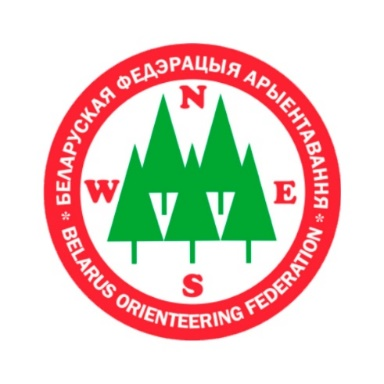 БЕЛАРУСКАЯ ФЕДЭРАЦЫЯ АРЫЕНТАВАННЯ
N
W E
S
* BELARUS ORIENTEERING FEDERATION *